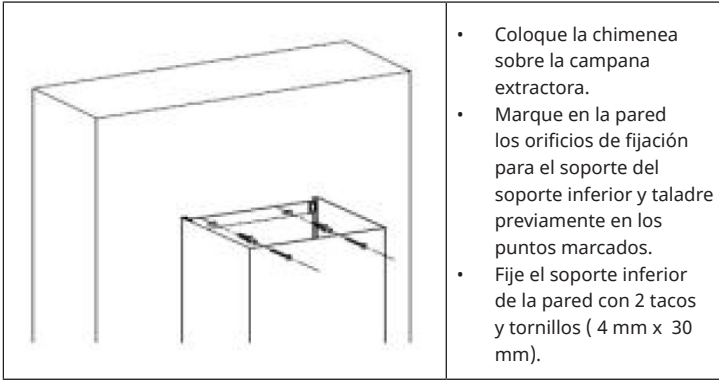 • Coloque la chimenea
sobre la campana
extractora.
• Marque en la pared
los orificios de fijación
para el soporte del
soporte inferior y taladre
previamente en los
puntos marcados.
• Fije el soporte inferior
de la pared con 2 tacos
y tornillos ( 4 mm x 30
mm).